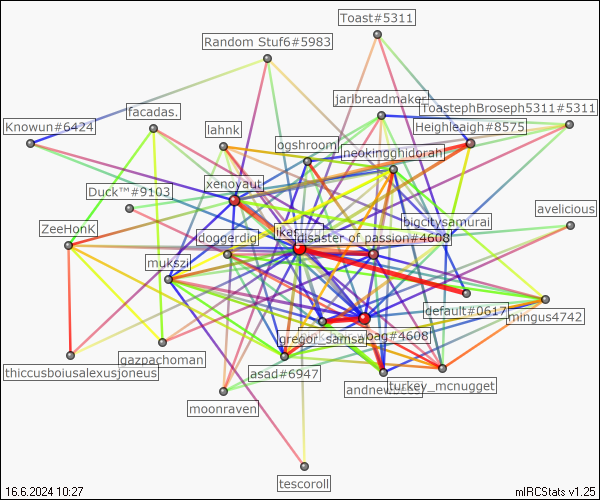 Toast#5311
Random Stuf6#5983
jarlbreadmaker
ToastephBroseph5311#5311
facadas.
Knowun#6424
lahnk
Heighleaigh#8575
ogshroom
neokingghidorah
xenoyaut
Duck™#9103
avelicious
bigcitysamurai
ZeeHonK
likes
doggerdig
disaster of passion#4608
mukszi
default#0617
mingus4742
gregor_samsa
bag#4608
gazpachoman
thiccusboiusalexusjoneus
asad#6947
turkey_mcnugget
moonraven
tescoroll
16.6.2024 10:27
mIRCStats v1.25